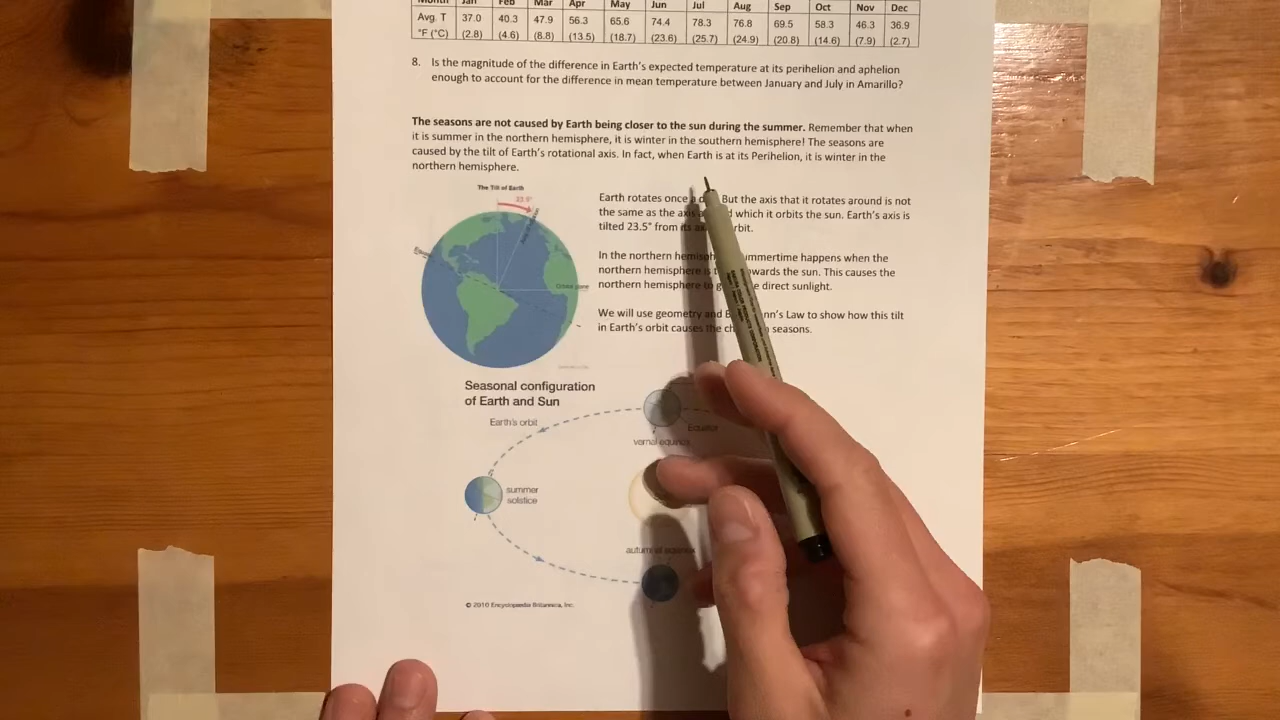 Month Jan Feb Mar Apr May Jun Jul Aug Sep Oct Nov Dec
Avg. T 37.0 40.3 47.9 56.3 65.6 74.4 78.3 76.8 69.5 58.3 46.3 36.9
°F (°C) (2.8) (4.6) (8.8) (13.5) (18.7) (23.6) (25.7) (24.9) (20.8) (14.6) (7.9) (2.7)
8. Is the magnitude of the difference in Earth's expected temperature at its perihelion and aphelion
enough to account for the difference in mean temperature between January and July in Amarillo?
The seasons are not caused by Earth being closer to the sun during the summer. Remember that when
it is summer in the northern hemisphere, it is winter in the southern hemisphere! The seasons are
caused by the tilt of Earth's rotational axis. In fact, when Earth is at its Perihelion, it is winter in the
northern hemisphere.
The Tilt of Earth
23.5°
Orbital plane
Earth rotates once a But the axis that it rotates around is not
the same as the axis which it orbits the sun. Earth's axis is
tilted 23.5° from its
In the northern summertime happens when the
northern hemisphere is towards the sun. This causes the
northern hemisphere to direct sunlight.
We will use geometry and Law to show how this tilt
in Earth's orbit causes the seasons.
Seasonal configuration
of Earth and Sun
Earth's orbit
Equator
vernal equinox
summer
solstice
autumnal equinox
© 2010 Encyclopædia Britannica, Inc.